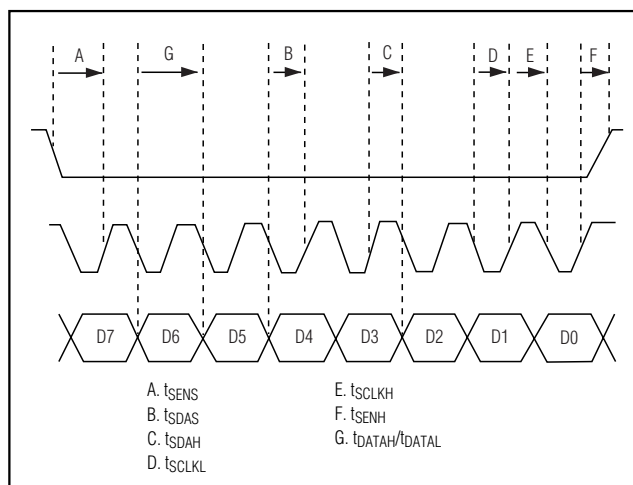 A G B C D E F
D7 D6 D5 D4 D3 D2 D1 D0
A. tSENS
B. tSDAS
C. tSDAH
D. tSCLKL
E. tSCLKH
F. tSENH
G. tDATAH/tDATAL